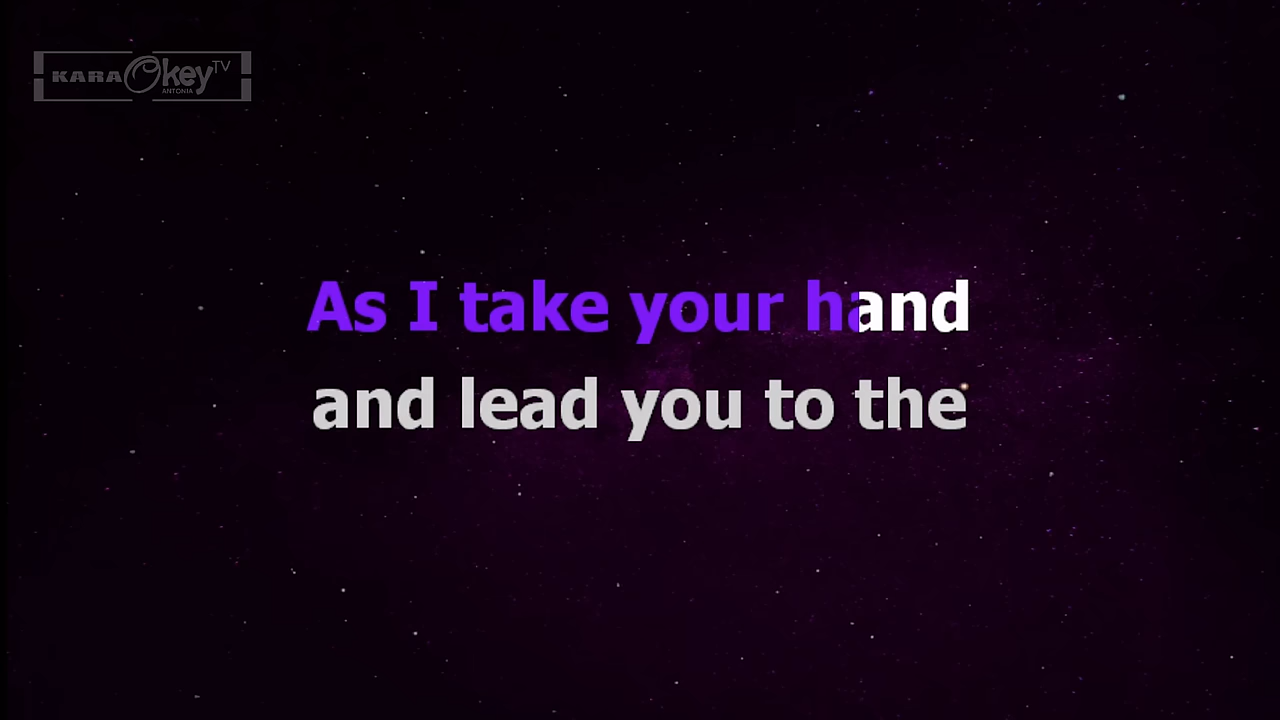 KARAOkey TV
ANTONIA
As I take your hand
and lead you to the